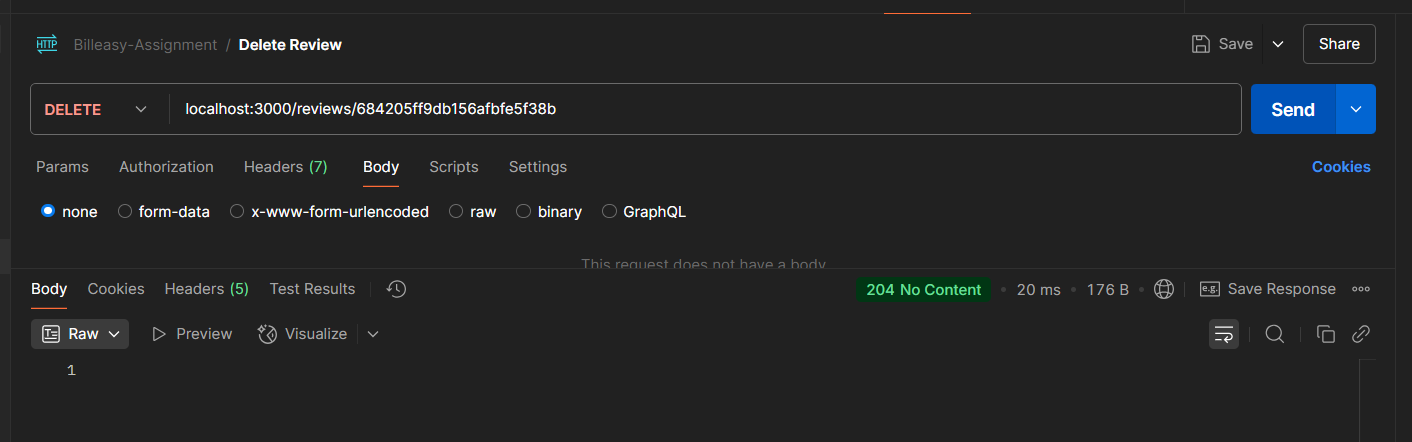 HTTP Billeasy-Assignment / Delete Review Save Share
DELETE localhost:3000/reviews/684205ff9db156afbfe5f38b Send
Params Authorization Headers (7) Body Scripts Settings Cookies
none form-data x-www-form-urlencoded raw binary GraphQL
This request does not have a body
Body Cookies Headers (5) Test Results 204 No Content • 20 ms • 176 B • e.g. Save Response
Raw Preview Visualize
1